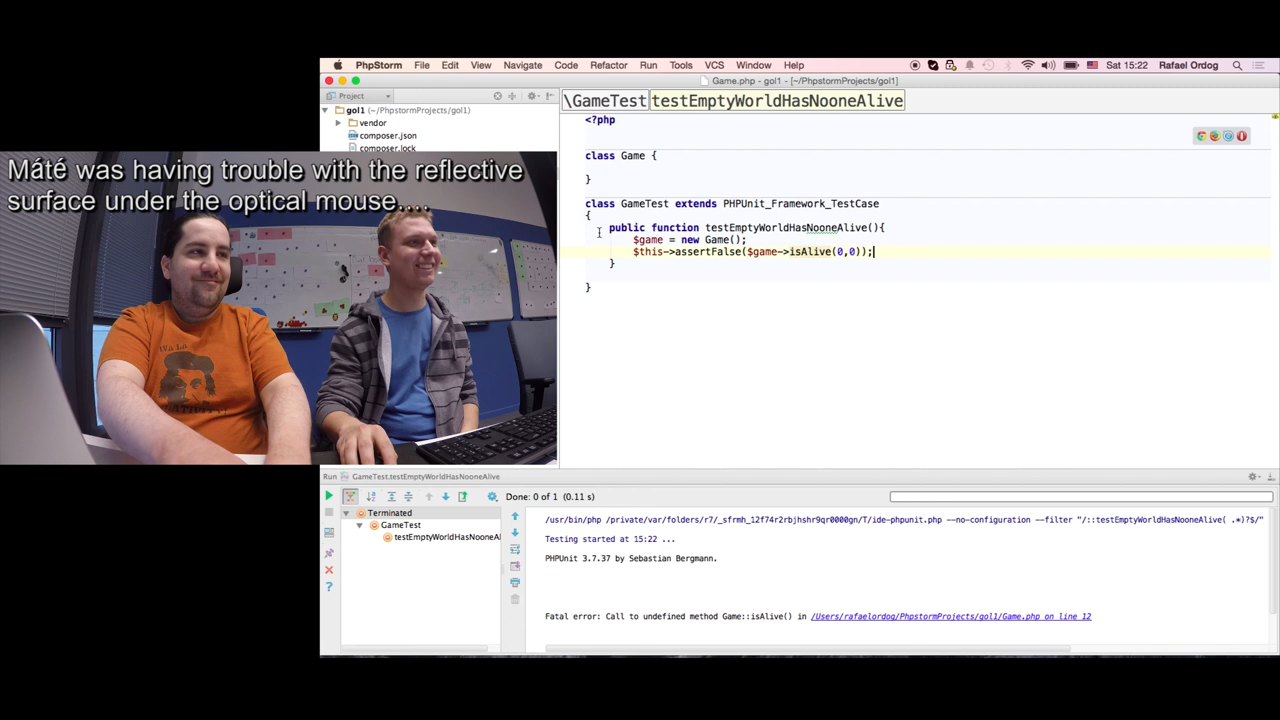 PhpStorm File Edit View Navigate Code Refactor Run Tools VCS Window Help Sat 15:22 Rafael Ordog
Game.php - gol1 - [~/PhpstormProjects/gol1]
Project
gol1 (~/PhpstormProjects/gol1)
vendor
composer.json
composer.lock
\GameTest testEmptyWorldHasNooneAlive
<?php
class Game {
}
class GameTest extends PHPUnit_Framework_TestCase
{
public function testEmptyWorldHasNooneAlive(){
$game = new Game();
$this->assertFalse($game->isAlive(0,0));
}
}
Máté was having trouble with the reflective
surface under the optical mouse....
VIVA LA
Run GameTest.testEmptyWorldHasNooneAlive
Done: 0 of 1 (0.11 s)
Terminated
GameTest
testEmptyWorldHasNooneAl
/usr/bin/php /private/var/folders/r7/_sfrmh_12f74r2rbjhshr9qr0000gn/T/ide-phpunit.php --no-configuration --filter "/::testEmptyWorldHasNooneAlive( .*)?$/"
Testing started at 15:22 ...
PHPUnit 3.7.37 by Sebastian Bergmann.
Fatal error: Call to undefined method Game::isAlive() in /Users/rafaelordog/PhpstormProjects/gol1/Game.php on line 12